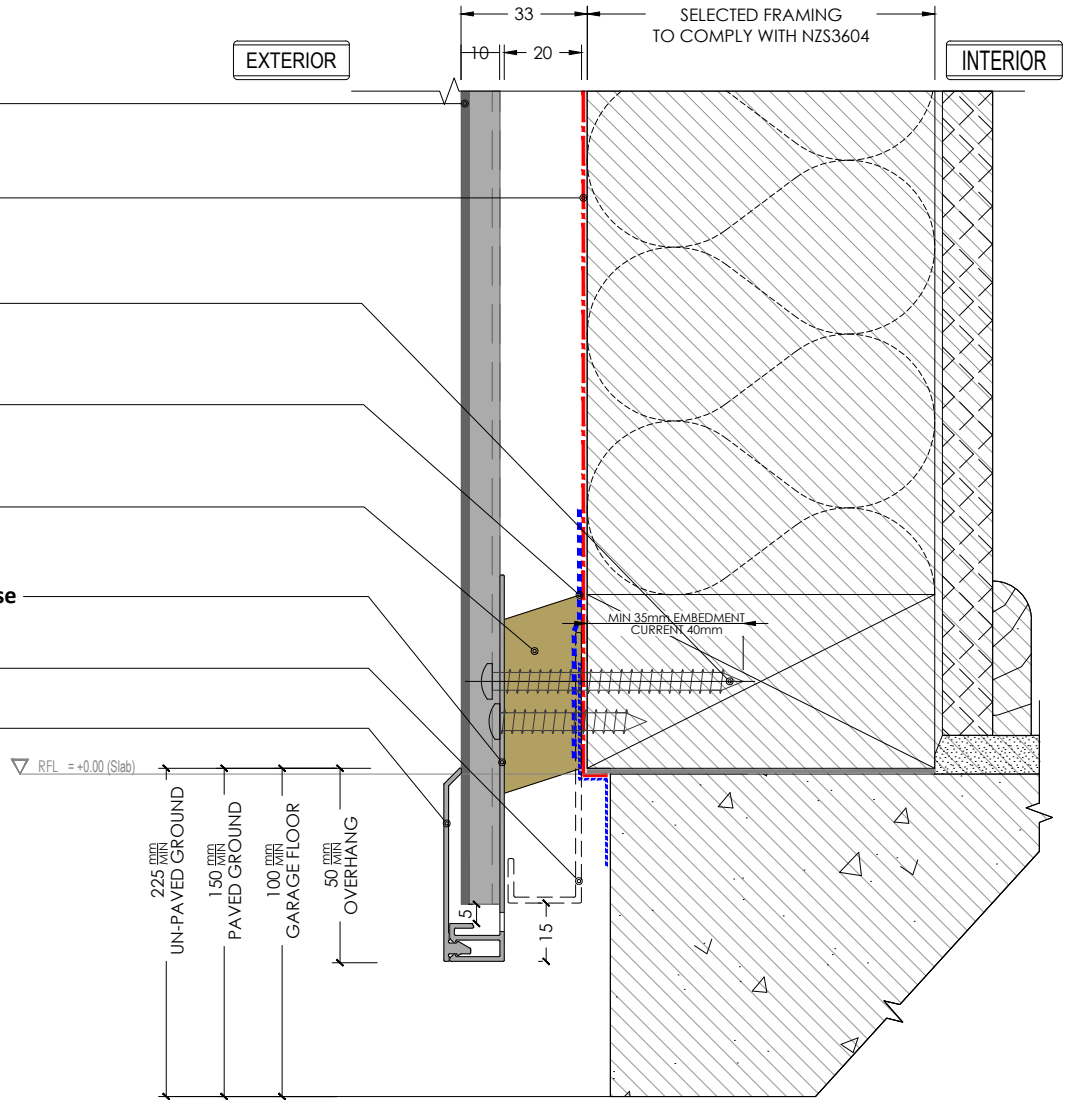 33
SELECTED FRAMING
TO COMPLY WITH NZS3604
10
20
EXTERIOR
INTERIOR
se
MIN 35mm EMBEDMENT
CURRENT 40mm
RFL = +0.00 (Slab)
225 mm MIN
UN-PAVED GROUND
150 mm MIN
PAVED GROUND
100 mm MIN
GARAGE FLOOR
50 mm MIN
OVERHANG
5
15